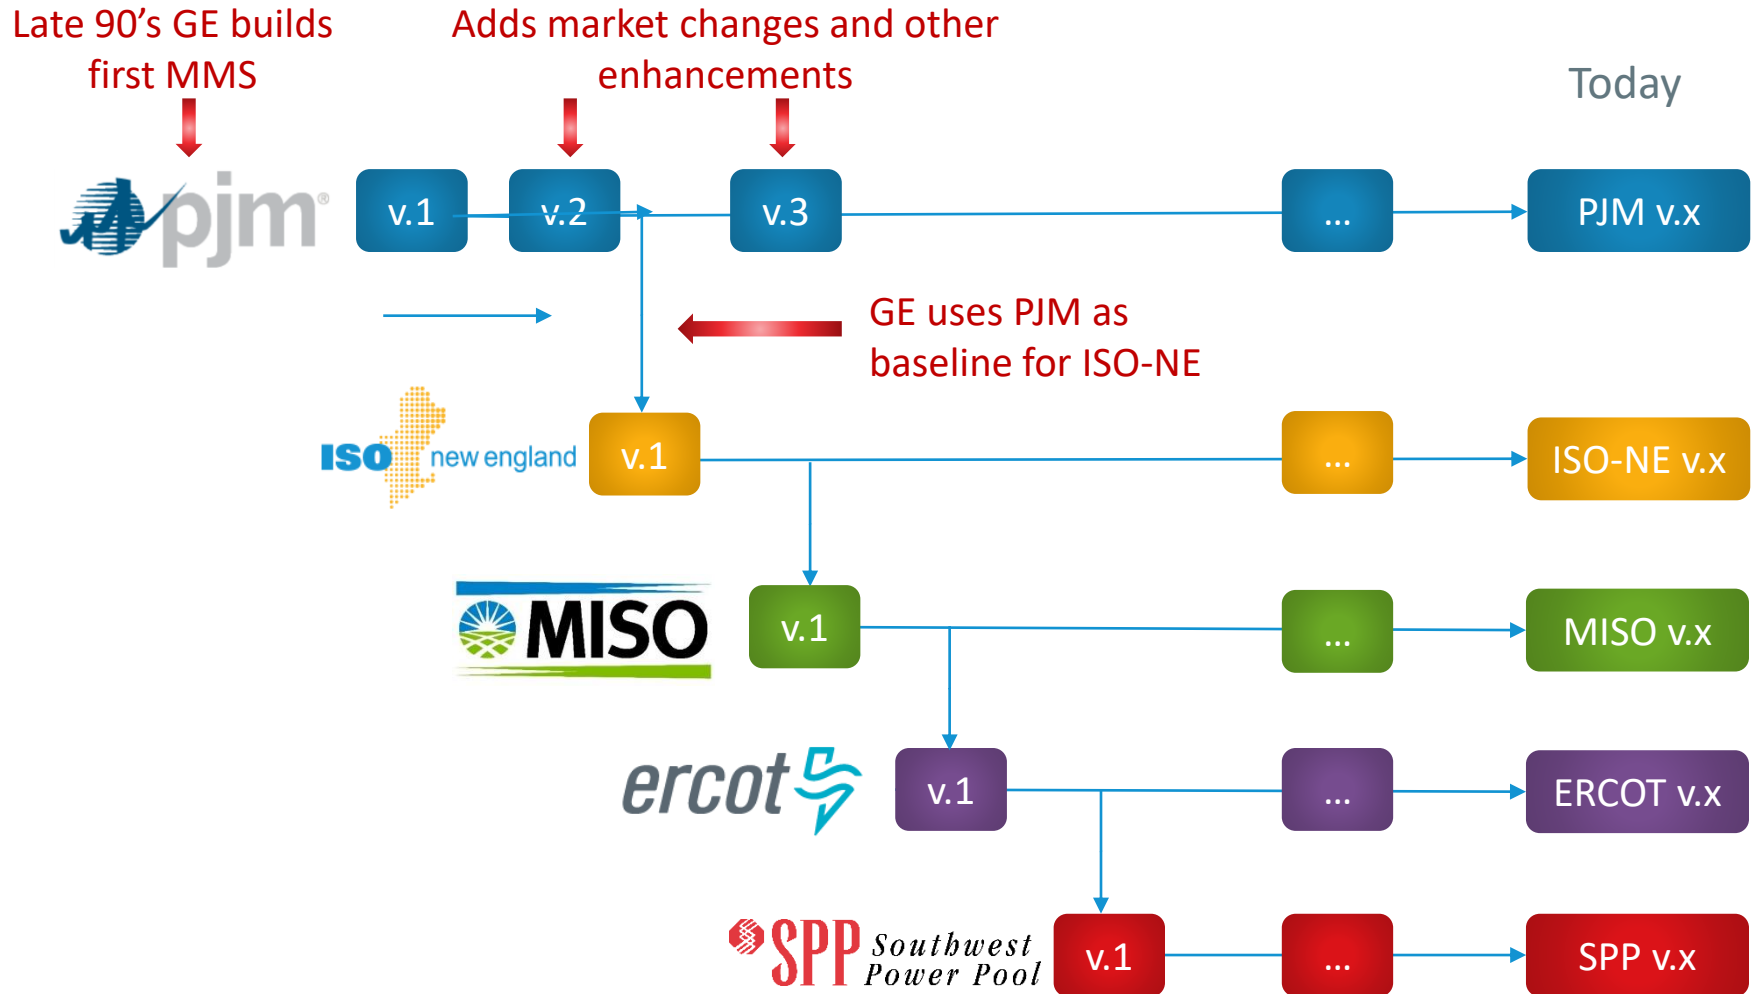 Late 90's GE builds
first MMS
Adds market changes and other
enhancements
Today
pjm®
v.1
v.2
v.3
...
PJM v.x
GE uses PJM as
baseline for ISO-NE
ISO new england
v.1
...
ISO-NE v.x
MISO
v.1
...
MISO v.x
ercot
v.1
...
ERCOT v.x
SPP Southwest
Power Pool
v.1
...
SPP v.x